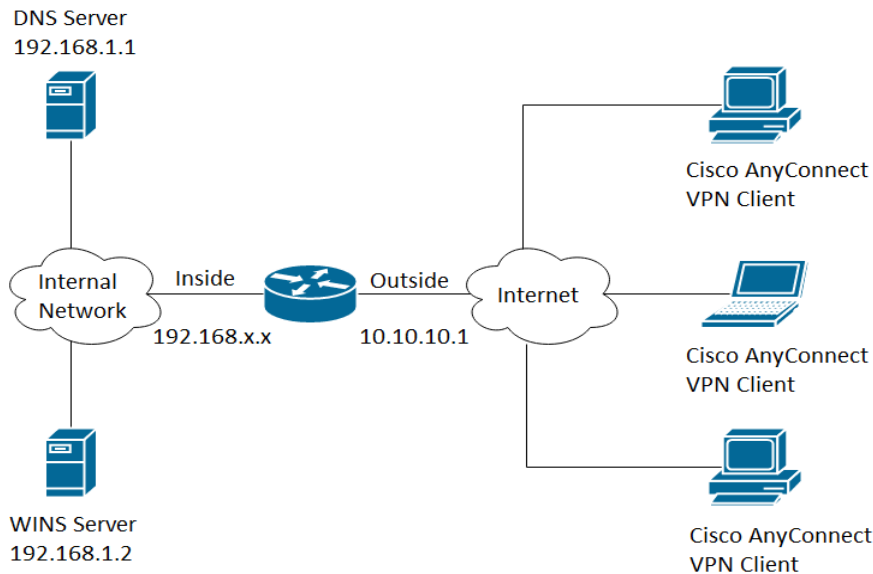 DNS Server
192.168.1.1
Cisco AnyConnect
VPN Client
Internal
Network
Inside
192.168.x.x
Outside
10.10.10.1
Internet
Cisco AnyConnect
VPN Client
WINS Server
192.168.1.2
Cisco AnyConnect
VPN Client